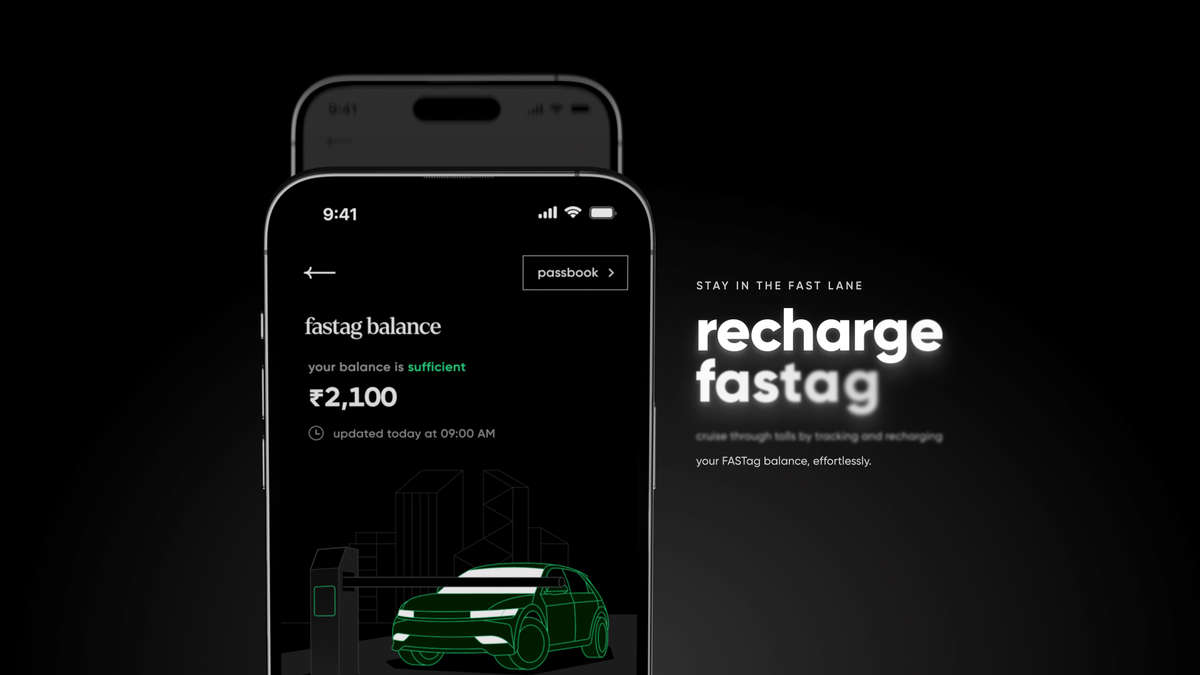 9:41
9:41
passbook >
fastag balance
your balance is sufficient
₹2,100
updated today at 09:00 AM
STAY IN THE FAST LANE
recharge
fastag
cruise through tolls by tracking and recharging
your FASTag balance, effortlessly.